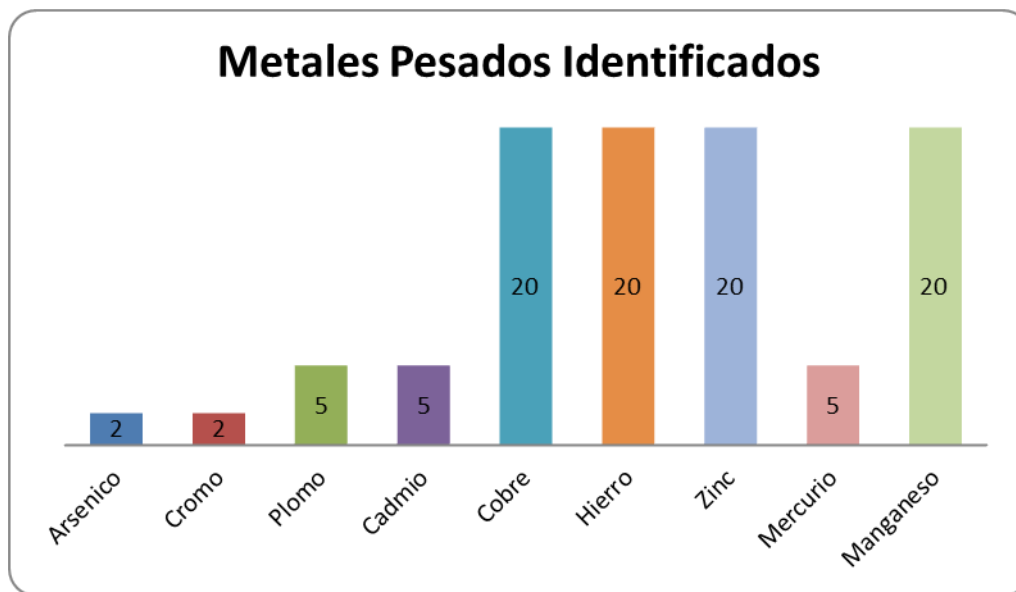 Metales Pesados Identificados
2
2
5
5
20
20
20
5
20
Arsenico
Cromo
Plomo
Cadmio
Cobre
Hierro
Zinc
Mercurio
Manganeso